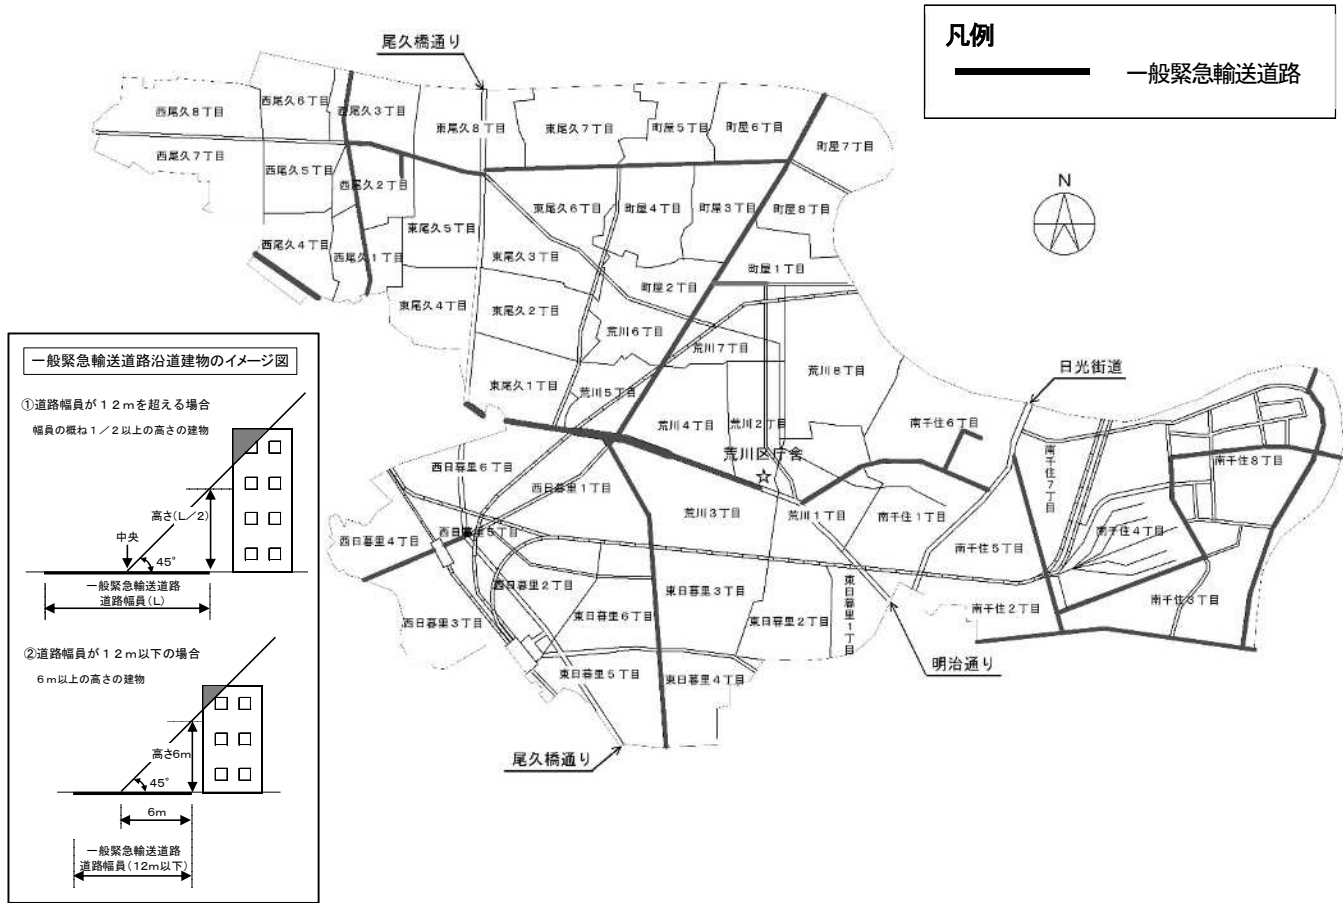 凡例
一般緊急輸送道路
尾久橋通り
N
西尾久8丁目
西尾久6丁目
西尾久3丁目
東尾久8丁目
東尾久7丁目
町屋5丁目
町屋6丁目
町屋7丁目
西尾久7丁目
西尾久5丁目
西尾久2丁目
東尾久6丁目
町屋4丁目
町屋3丁目
町屋8丁目
西尾久4丁目
西尾久1丁目
東尾久5丁目
東尾久3丁目
町屋2丁目
町屋1丁目
東尾久4丁目
東尾久2丁目
荒川6丁目
荒川7丁目
荒川8丁目
日光街道
東尾久1丁目
荒川5丁目
荒川4丁目
荒川2丁目
南千住6丁目
荒川区庁舎
☆
南千住7丁目
南千住8丁目
西日暮里6丁目
西日暮里1丁目
荒川3丁目
荒川1丁目
南千住1丁目
南千住4丁目
西日暮里4丁目
西日暮里5丁目
南千住5丁目
西日暮里2丁目
東日暮里3丁目
東日暮里1丁目
南千住2丁目
南千住3丁目
西日暮里3丁目
東日暮里6丁目
東日暮里2丁目
東日暮里5丁目
東日暮里4丁目
明治通り
尾久橋通り
一般緊急輸送道路沿道建物のイメージ図
①道路幅員が12mを超える場合
幅員の概ね1/2以上の高さの建物
高さ(L/2)
中央
45°
一般緊急輸送道路
道路幅員(L)
②道路幅員が12m以下の場合
6m以上の高さの建物
高さ6m
45°
6m
一般緊急輸送道路
道路幅員(12m以下)